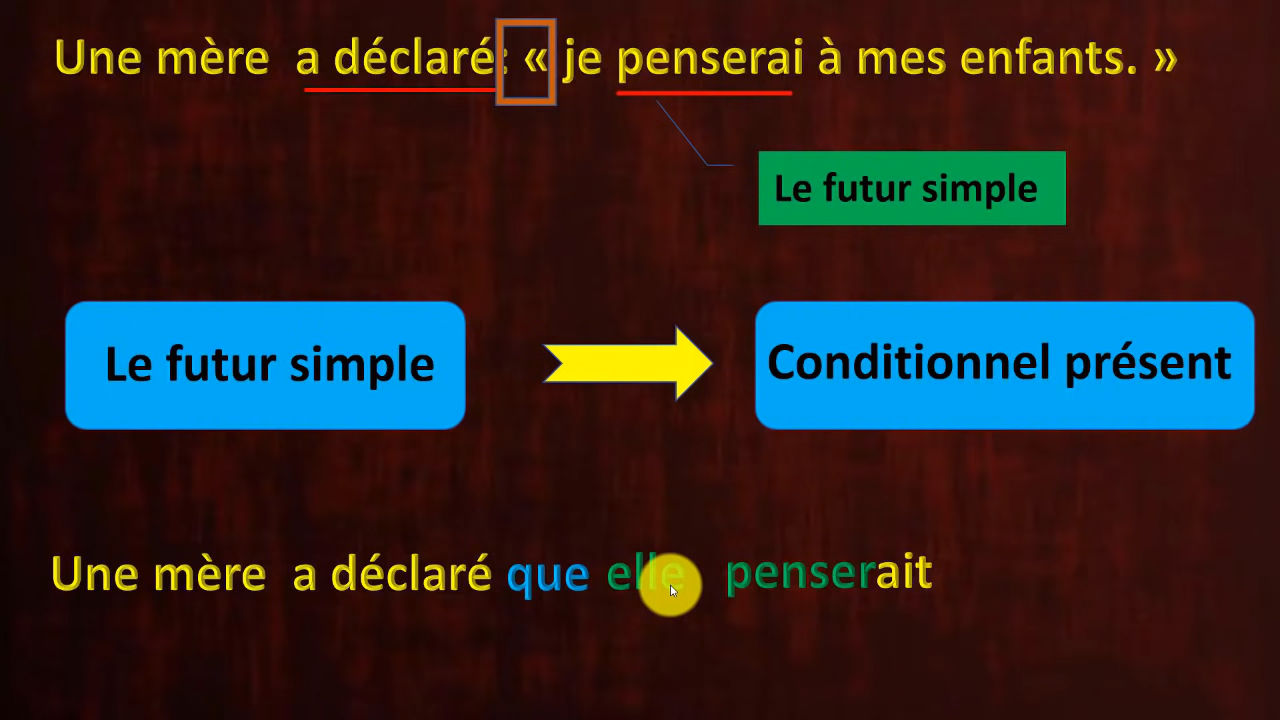 Une mère a déclaré: « je penserai à mes enfants. »
Le futur simple
Le futur simple
Conditionnel présent
Une mère a déclaré que elle penserait